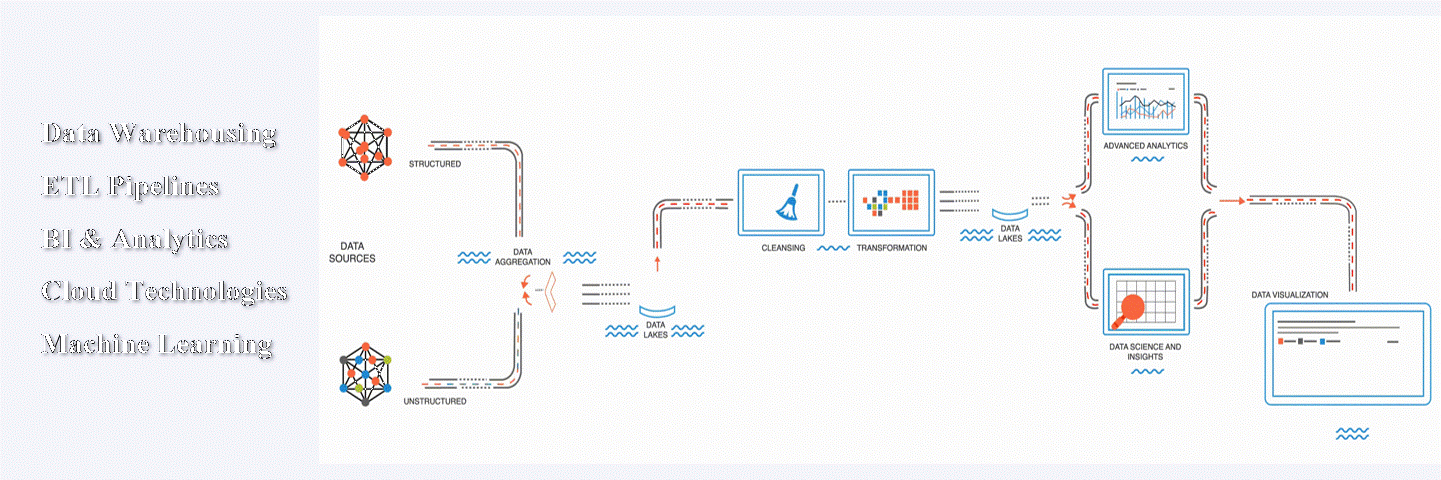 Data Warehousing
ETL Pipelines
BI & Analytics
Cloud Technologies
Machine Learning
STRUCTURED
DATA
SOURCES
UNSTRUCTURED
DATA
AGGREGATION
DATA
LAKES
CLEANSING
TRANSFORMATION
DATA
LAKES
ADVANCED ANALYTICS
DATA SCIENCE AND
INSIGHTS
DATA VISUALIZATION